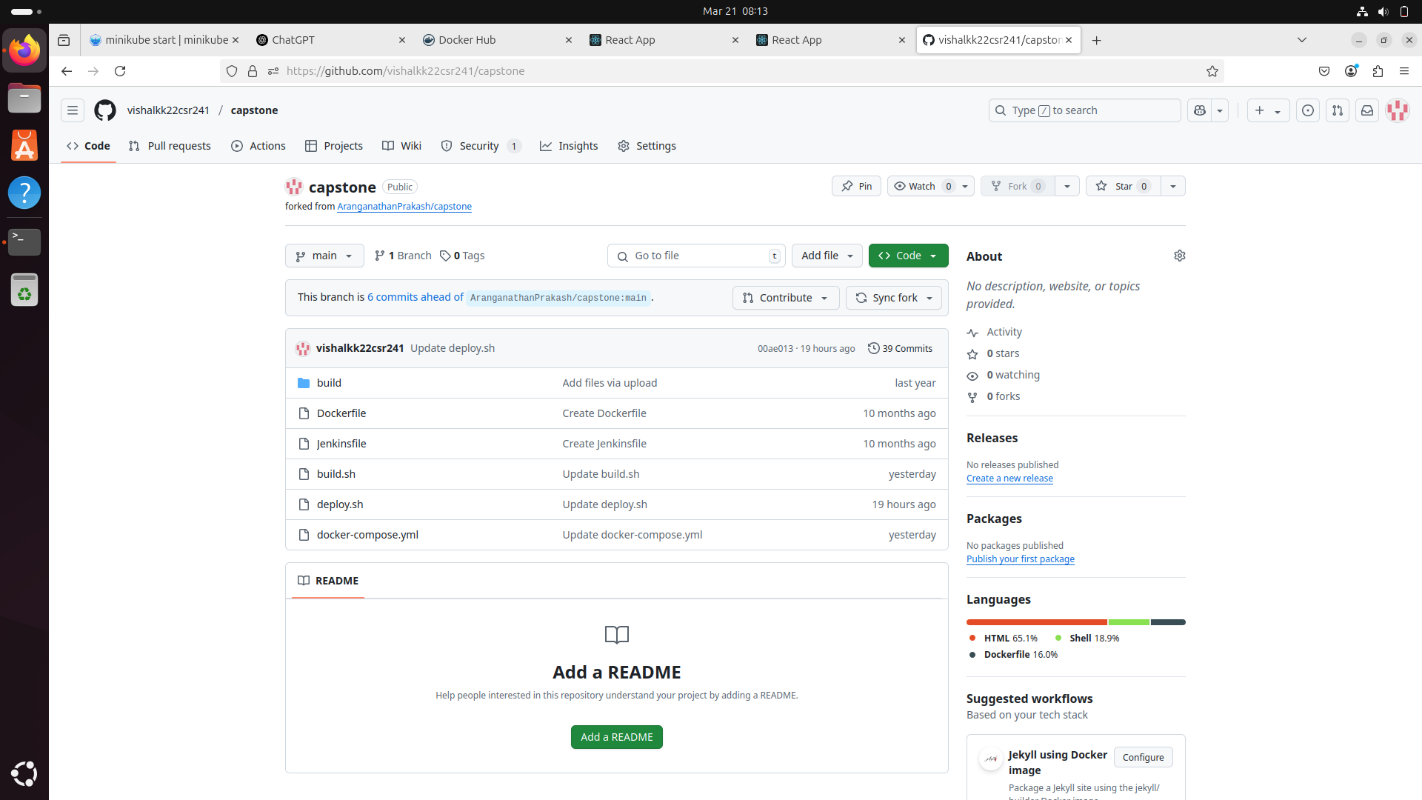 Mar 21 08:13
minikube start | minikube
ChatGPT
Docker Hub
React App
React App
vishalkk22csr241/capston
https://github.com/vishalkk22csr241/capstone
vishalkk22csr241 / capstone
Type / to search
Code
Pull requests
Actions
Projects
Wiki
Security 1
Insights
Settings
capstone Public
forked from AranganathanPrakash/capstone
Pin
Watch 0
Fork 0
Star 0
main
1 Branch
0 Tags
Go to file t
Add file
Code
This branch is 6 commits ahead of AranganathanPrakash/capstone:main.
Contribute
Sync fork
vishalkk22csr241 Update deploy.sh 00ae013 · 19 hours ago 39 Commits
build Add files via upload last year
Dockerfile Create Dockerfile 10 months ago
Jenkinsfile Create Jenkinsfile 10 months ago
build.sh Update build.sh yesterday
deploy.sh Update deploy.sh 19 hours ago
docker-compose.yml Update docker-compose.yml yesterday
README
Add a README
Help people interested in this repository understand your project by adding a README.
Add a README
About
No description, website, or topics
provided.
Activity
0 stars
0 watching
0 forks
Releases
No releases published
Create a new release
Packages
No packages published
Publish your first package
Languages
HTML 65.1%
Shell 18.9%
Dockerfile 16.0%
Suggested workflows
Based on your tech stack
Jekyll using Docker
image
Configure
Package a Jekyll site using the jekyll/
builder Docker image.